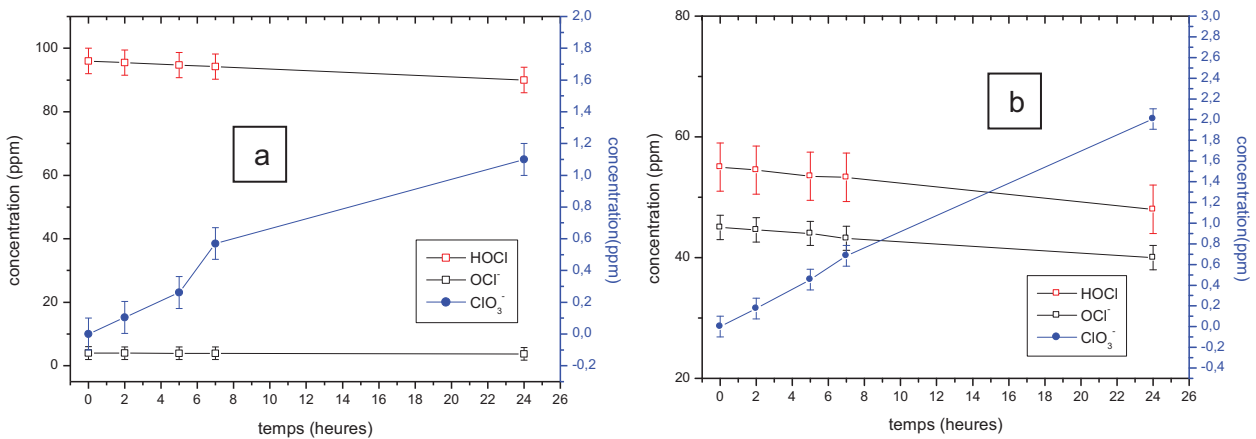 2,0
1,8
1,6
1,4
1,2
1,0
0,8
0,6
0,4
0,2
0,0
-0,2
100
80
60
40
20
0
concentration (ppm)
concentration(ppm)
a
HOCl
OCl⁻
ClO₃⁻
0 2 4 6 8 10 12 14 16 18 20 22 24 26
temps (heures)
80
60
40
20
3,0
2,8
2,6
2,4
2,2
2,0
1,8
1,6
1,4
1,2
1,0
0,8
0,6
0,4
0,2
0,0
-0,2
-0,4
concentration (ppm)
concentration(ppm)
b
HOCl
OCl⁻
ClO₃⁻
0 2 4 6 8 10 12 14 16 18 20 22 24 26
temps (heures)